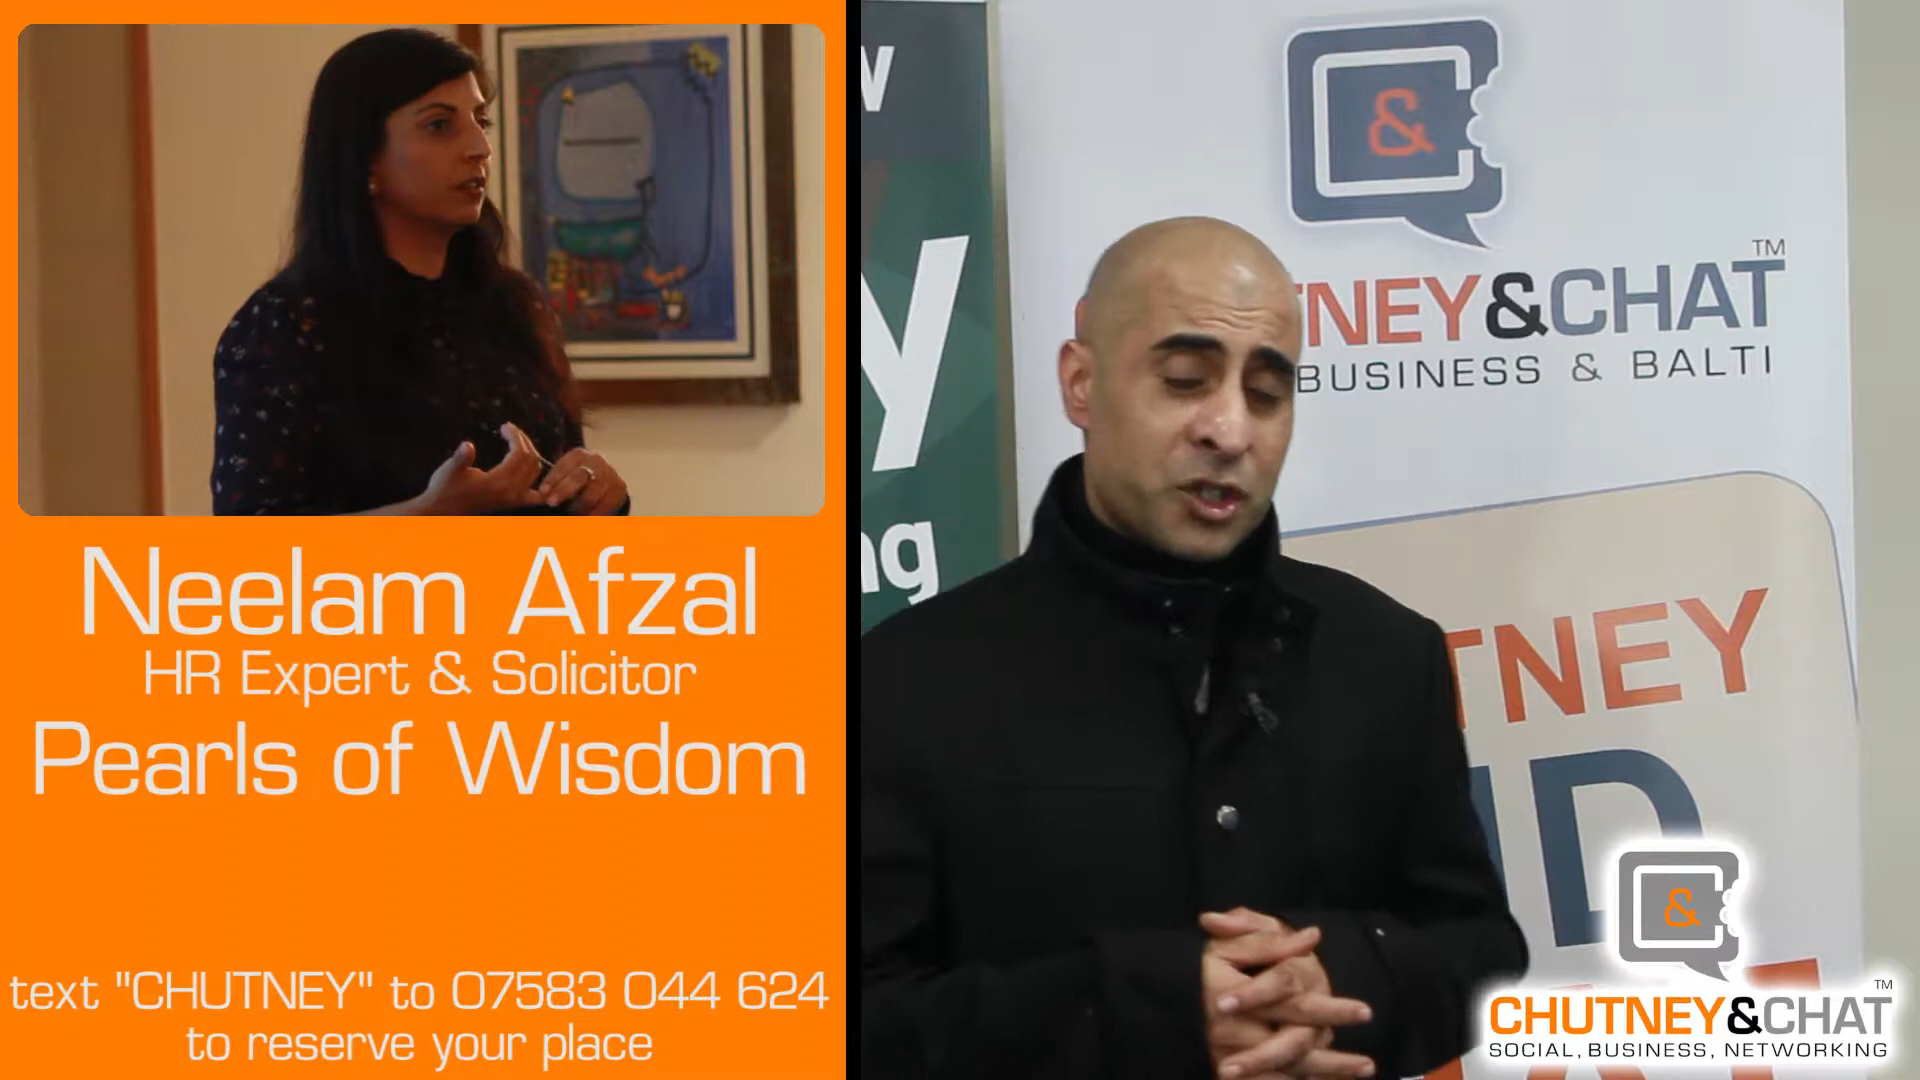 Neelam Afzal
HR Expert & Solicitor
Pearls of Wisdom
text "CHUTNEY" to 07583 044 624
to reserve your place
&
TM
TNEY&CHAT
BUSINESS & BALTI
TNEY
&
TM
CHUTNEY&CHAT
SOCIAL, BUSINESS, NETWORKING